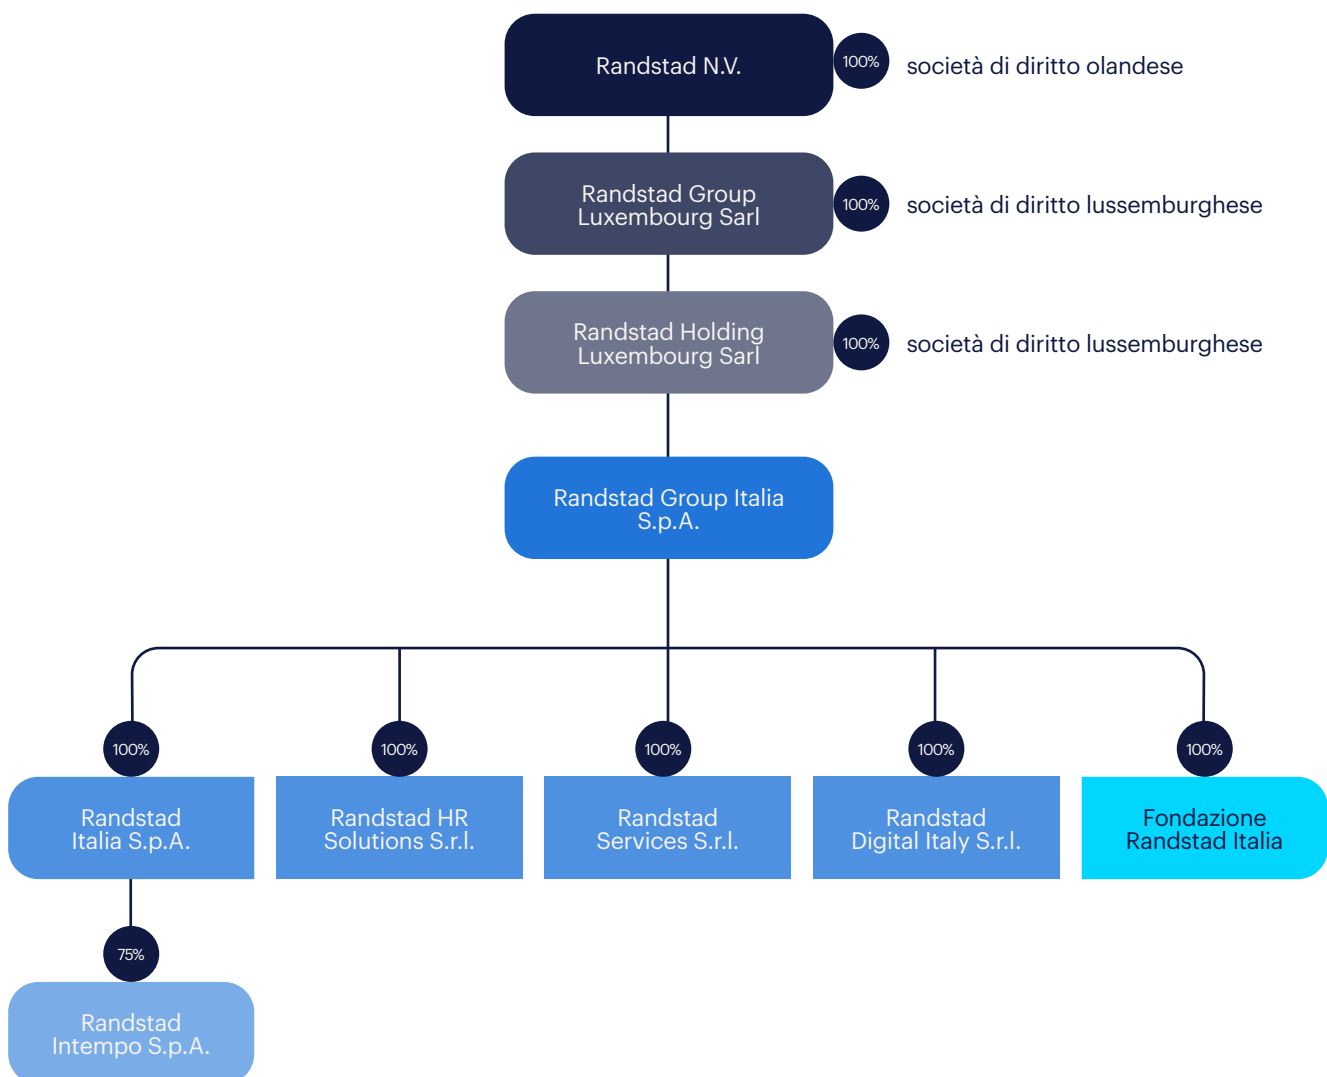 Randstad N.V.
100%
società di diritto olandese
Randstad Group
Luxembourg Sarl
100%
società di diritto lussemburghese
Randstad Holding
Luxembourg Sarl
100%
società di diritto lussemburghese
Randstad Group Italia
S.p.A.
100%
100%
100%
100%
100%
Randstad
Italia S.p.A.
Randstad HR
Solutions S.r.l.
Randstad
Services S.r.l.
Randstad
Digital Italy S.r.l.
Fondazione
Randstad Italia
75%
Randstad
Intempo S.p.A.